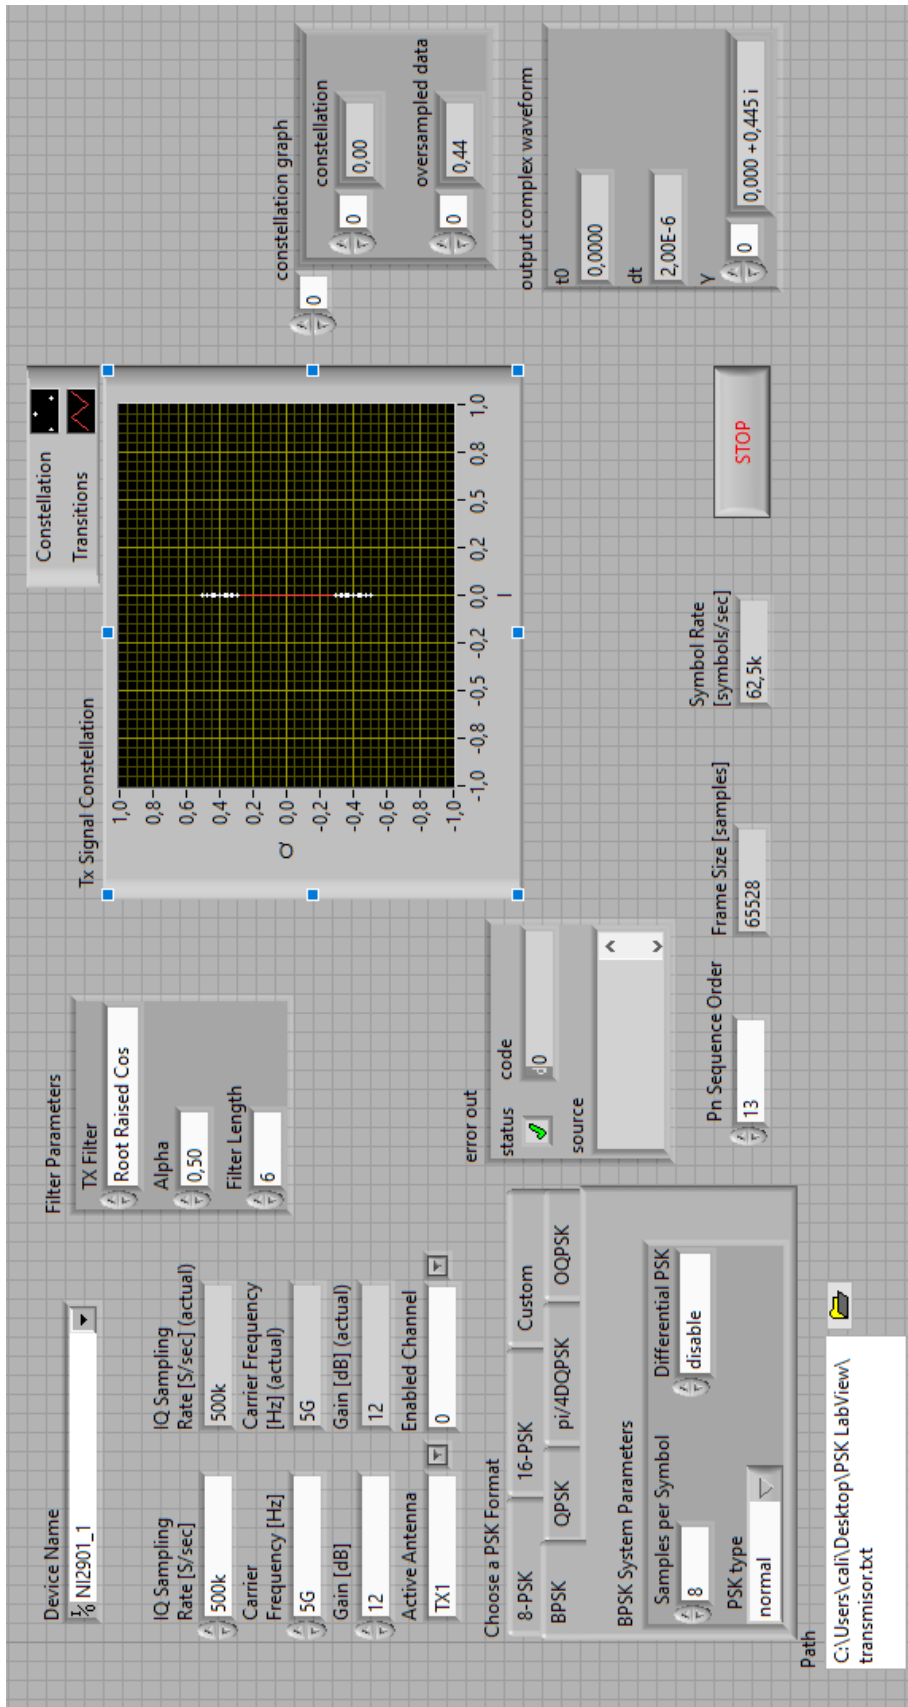 Device Name
NI2901_1
IQ Sampling
Rate [S/sec]
500k
IQ Sampling
Rate [S/sec] (actual)
500k
Carrier
Frequency [Hz]
5G
Carrier Frequency
[Hz] (actual)
5G
Gain [dB]
12
Gain [dB] (actual)
12
Active Antenna
TX1
Enabled Channel
0
Filter Parameters
TX Filter
Root Raised Cos
Alpha
0,50
Filter Length
6
Tx Signal Constellation
Constellation
Transitions
1,0
0,8
0,6
0,4
0,2
0,0
-0,2
-0,4
-0,6
-0,8
-1,0
Q
-1,0
-0,8
-0,5
-0,2
0,0
0,2
0,5
0,8
1,0
I
constellation graph
0
constellation
0
0,00
oversampled data
0
0,44
output complex waveform
t0
0,0000
dt
2,00E-6
Y
0
0,000 +0,445 i
Choose a PSK Format
8-PSK
16-PSK
Custom
BPSK
QPSK
pi/4DQPSK
OQPSK
BPSK System Parameters
Samples per Symbol
8
Differential PSK
disable
PSK type
normal
error out
status
code
d0
source
Pn Sequence Order
13
Frame Size [samples]
65528
Symbol Rate
[symbols/sec]
62,5k
STOP
Path
C:\Users\cali\Desktop\PSK LabView\
transmisor.txt